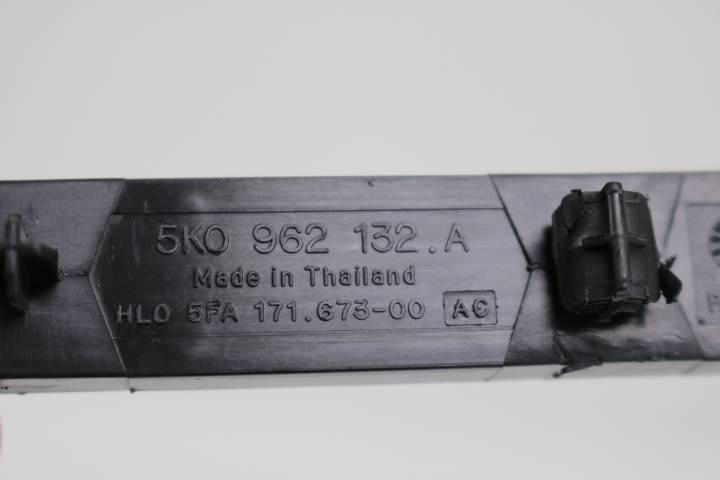 5K0 962 132.A
Made in Thailand
HLO 5FA 171.673-00 AC